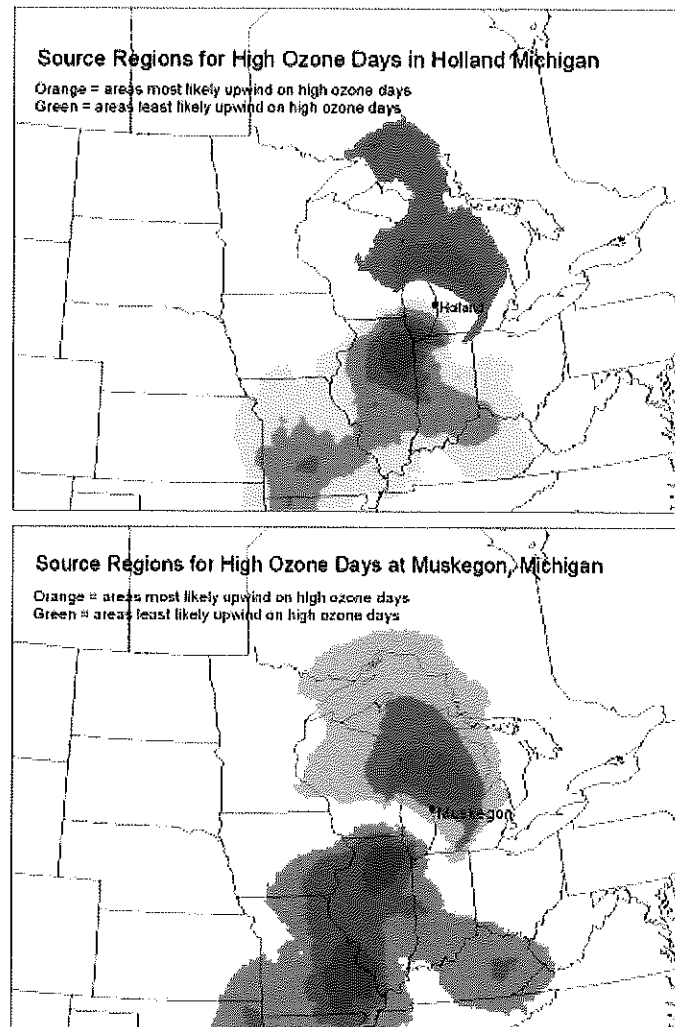 Source Regions for High Ozone Days in Holland Michigan
Orange = areas most likely upwind on high ozone days
Green = areas least likely upwind on high ozone days
Holland
Source Regions for High Ozone Days at Muskegon, Michigan
Orange = areas most likely upwind on high ozone days
Green = areas least likely upwind on high ozone days
Muskegon